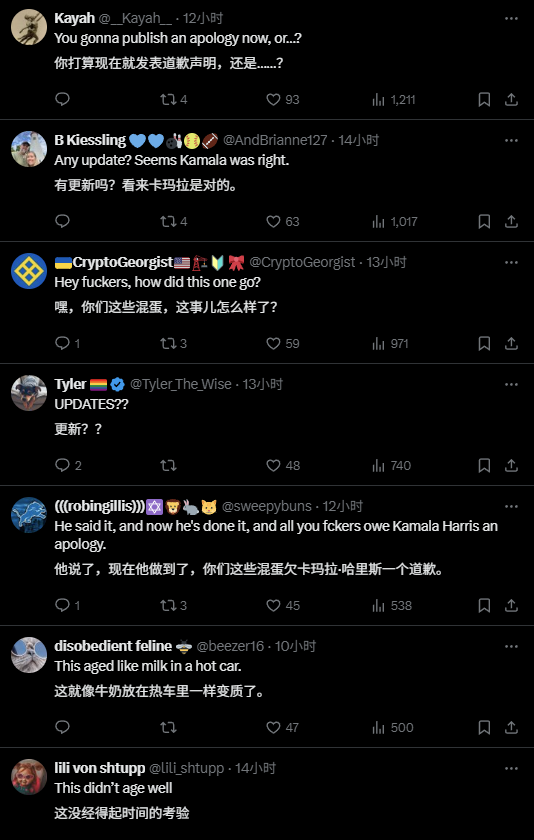 Kayah @__Kayah__ · 12小时
You gonna publish an apology now, or...?
你打算现在就发表道歉声明，还是……？
4 93 1,211
B Kiessling 💙💙🎳🥎🏈 @AndBrianne127 · 14小时
Any update? Seems Kamala was right.
有更新吗？看来卡玛拉是对的。
4 63 1,017
🇺🇦CryptoGeorgist🇺🇸🏗️🔰🎀 @CryptoGeorgist · 13小时
Hey fuckers, how did this one go?
嘿，你们这些混蛋，这事儿怎么样了？
1 3 59 971
Tyler 🏳️‍🌈 @Tyler_The_Wise · 13小时
UPDATES??
更新？？
2 48 740
(((robingillis)))✡️🦁🐇🐱 @sweepybuns · 12小时
He said it, and now he's done it, and all you fckers owe Kamala Harris an
apology.
他说了，现在他做到了，你们这些混蛋欠卡玛拉·哈里斯一个道歉。
1 3 45 538
disobedient feline 🐝 @beezer16 · 10小时
This aged like milk in a hot car.
这就像牛奶放在热车里一样变质了。
47 500
lili von shtupp @lili_shtupp · 14小时
This didn't age well
这没经得起时间的考验